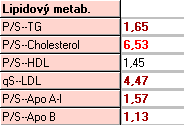 Lipidový metab.
P/S--TG 1,65
P/S--Cholesterol 6,53
P/S--HDL 1,45
qS--LDL 4,47
P/S--Apo A-I 1,57
P/S--Apo B 1,13